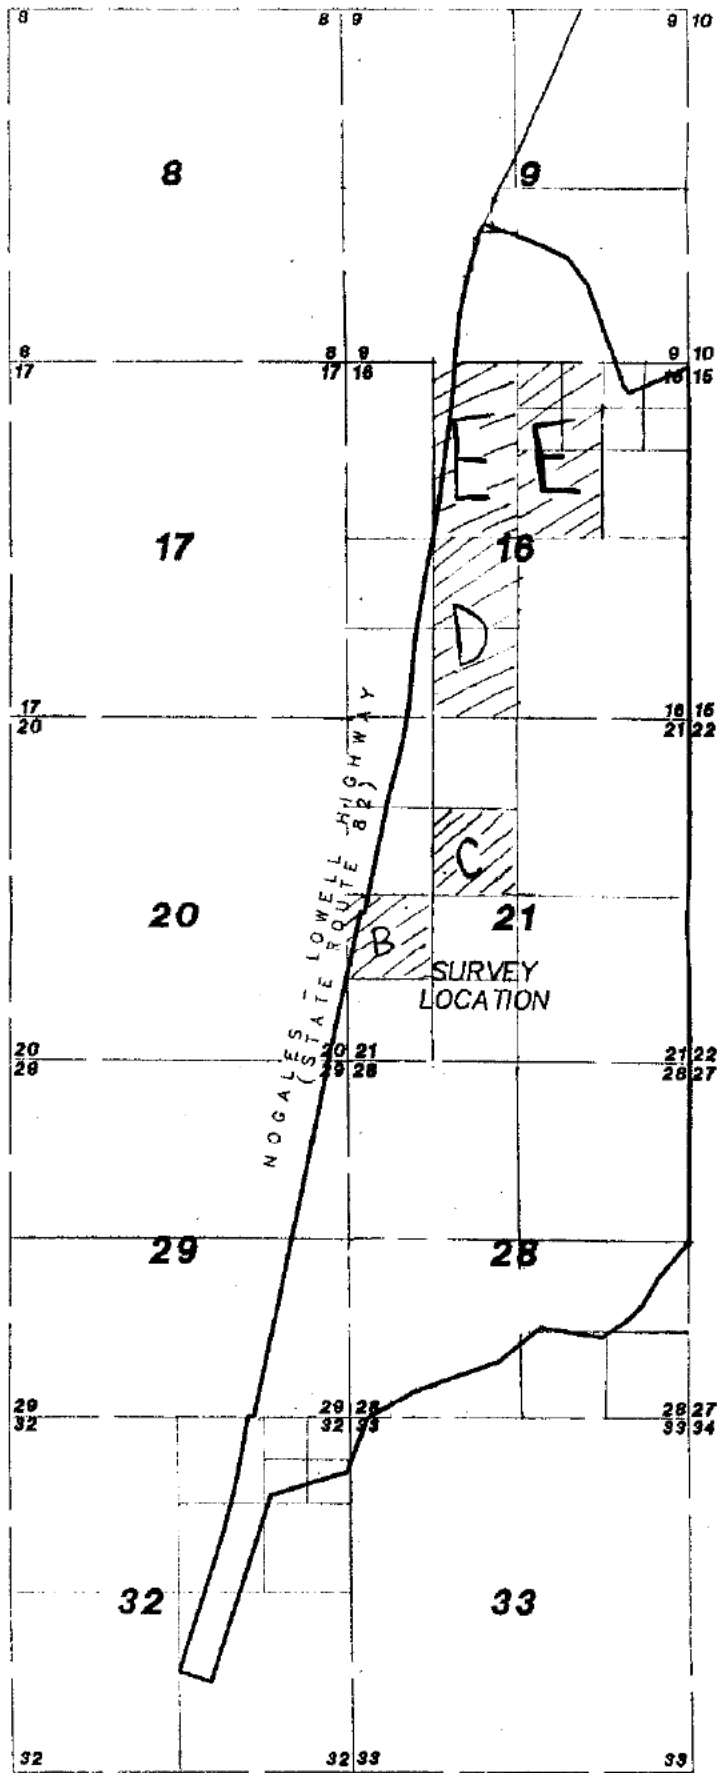 8 8 9 9 10
8 9
8 8 9 9 10
17 17 16 16 15
E E
17 16
D
17 16 15
20 21 22
NOGALES - LOWELL HIGHWAY
(STATE ROUTE 82)
C
20 21
B
SURVEY
LOCATION
20 20 21 21 22
29 29 28 28 27
29 28
29 29 28 28 27
32 32 33 33 34
32 33
32 32 33 33